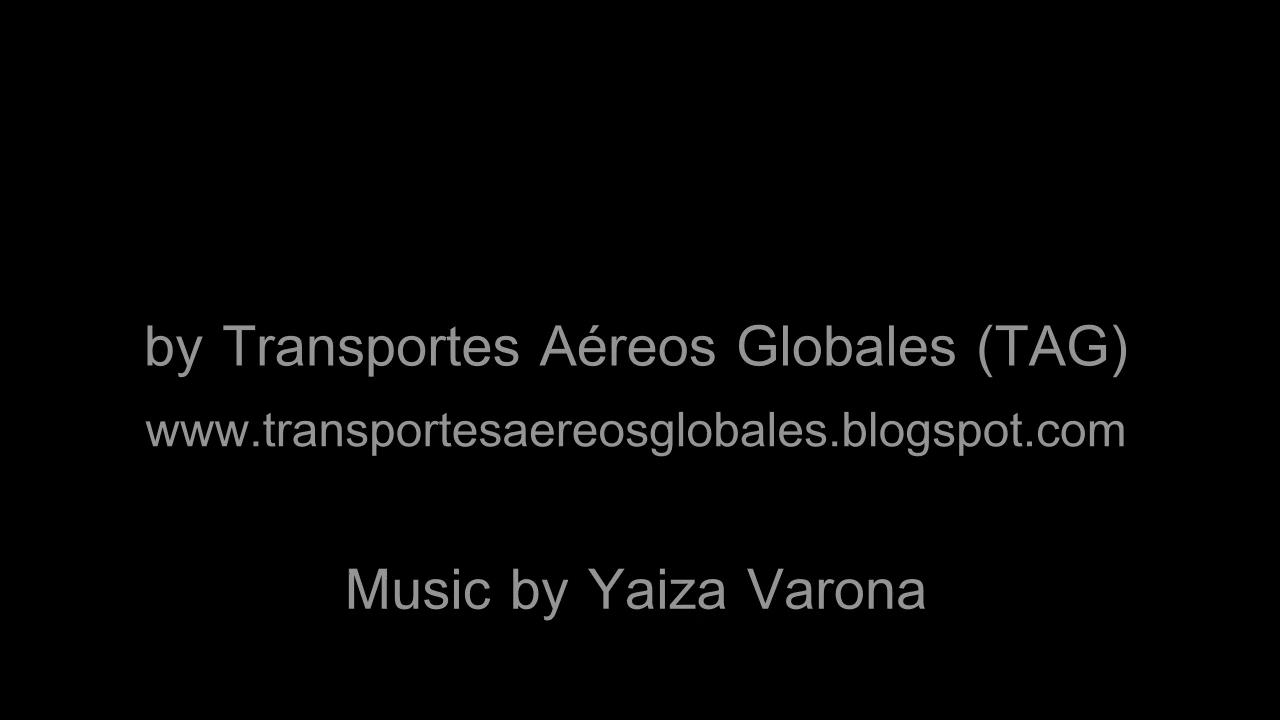 by Transportes Aéreos Globales (TAG)
www.transportesaereosglobales.blogspot.com
Music by Yaiza Varona